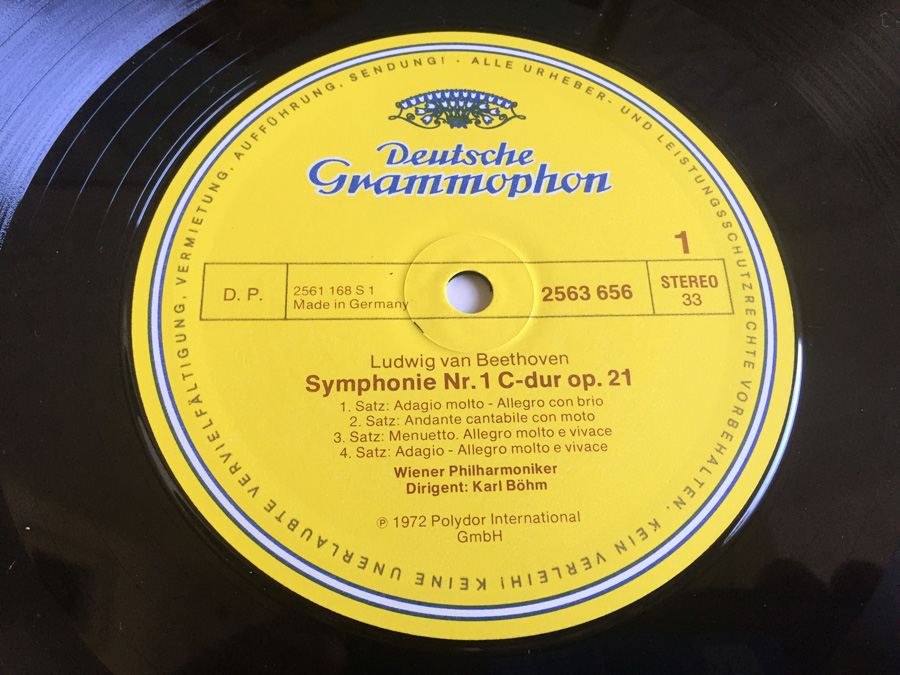 ALLE URHEBER- UND LEISTUNGSSCHUTZRECHTE VORBEHALTEN. KEIN VERLEIH! KEINE UNERLAUBTE VERVIELFÄLTIGUNG, VERMIETUNG, AUFFÜHRUNG, SENDUNG! ·
Deutsche
Grammophon
1
D. P.
2561 168 S 1
Made in Germany
2563 656
STEREO
33
Ludwig van Beethoven
Symphonie Nr. 1 C-dur op. 21
1. Satz: Adagio molto - Allegro con brio
2. Satz: Andante cantabile con moto
3. Satz: Menuetto. Allegro molto e vivace
4. Satz: Adagio - Allegro molto e vivace
Wiener Philharmoniker
Dirigent: Karl Böhm
℗ 1972 Polydor International
GmbH